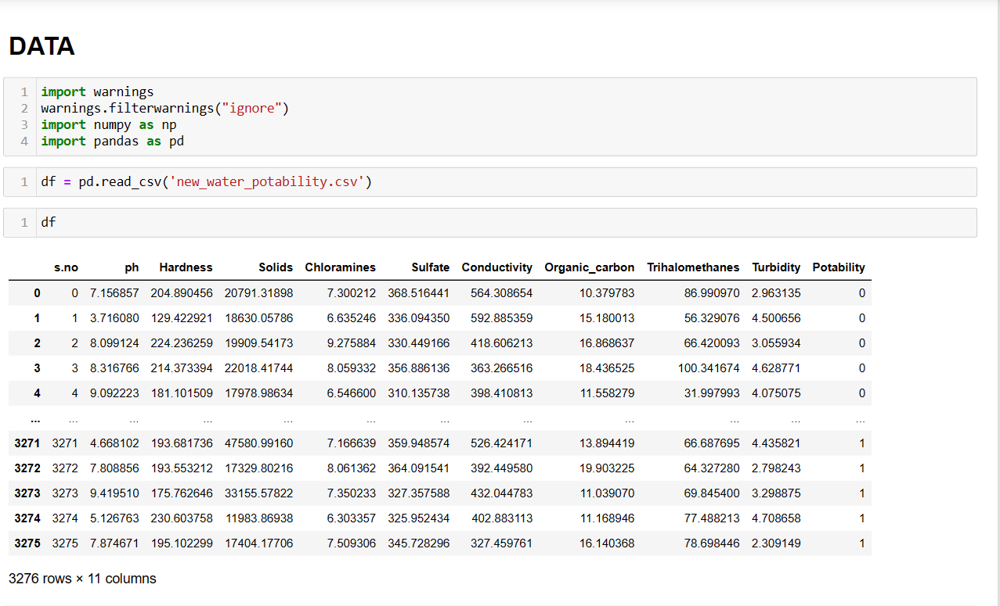 DATA
1 import warnings
2 warnings.filterwarnings("ignore")
3 import numpy as np
4 import pandas as pd
1 df = pd.read_csv('new_water_potability.csv')
1 df
s.no ph Hardness Solids Chloramines Sulfate Conductivity Organic_carbon Trihalomethanes Turbidity Potability
0 0 7.156857 204.890456 20791.31898 7.300212 368.516441 564.308654 10.379783 86.990970 2.963135 0
1 1 3.716080 129.422921 18630.05786 6.635246 336.094350 592.885359 15.180013 56.329076 4.500656 0
2 2 8.099124 224.236259 19909.54173 9.275884 330.449166 418.606213 16.868637 66.420093 3.055934 0
3 3 8.316766 214.373394 22018.41744 8.059332 356.886136 363.266516 18.436525 100.341674 4.628771 0
4 4 9.092223 181.101509 17978.98634 6.546600 310.135738 398.410813 11.558279 31.997993 4.075075 0
... ... ... ... ... ... ... ... ... ... ... ...
3271 3271 4.668102 193.681736 47580.99160 7.166639 359.948574 526.424171 13.894419 66.687695 4.435821 1
3272 3272 7.808856 193.553212 17329.80216 8.061362 364.091541 392.449580 19.903225 64.327280 2.798243 1
3273 3273 9.419510 175.762646 33155.57822 7.350233 327.357588 432.044783 11.039070 69.845400 3.298875 1
3274 3274 5.126763 230.603758 11983.86938 6.303357 325.952434 402.883113 11.168946 77.488213 4.708658 1
3275 3275 7.874671 195.102299 17404.17706 7.509306 345.728296 327.459761 16.140368 78.698446 2.309149 1
3276 rows × 11 columns